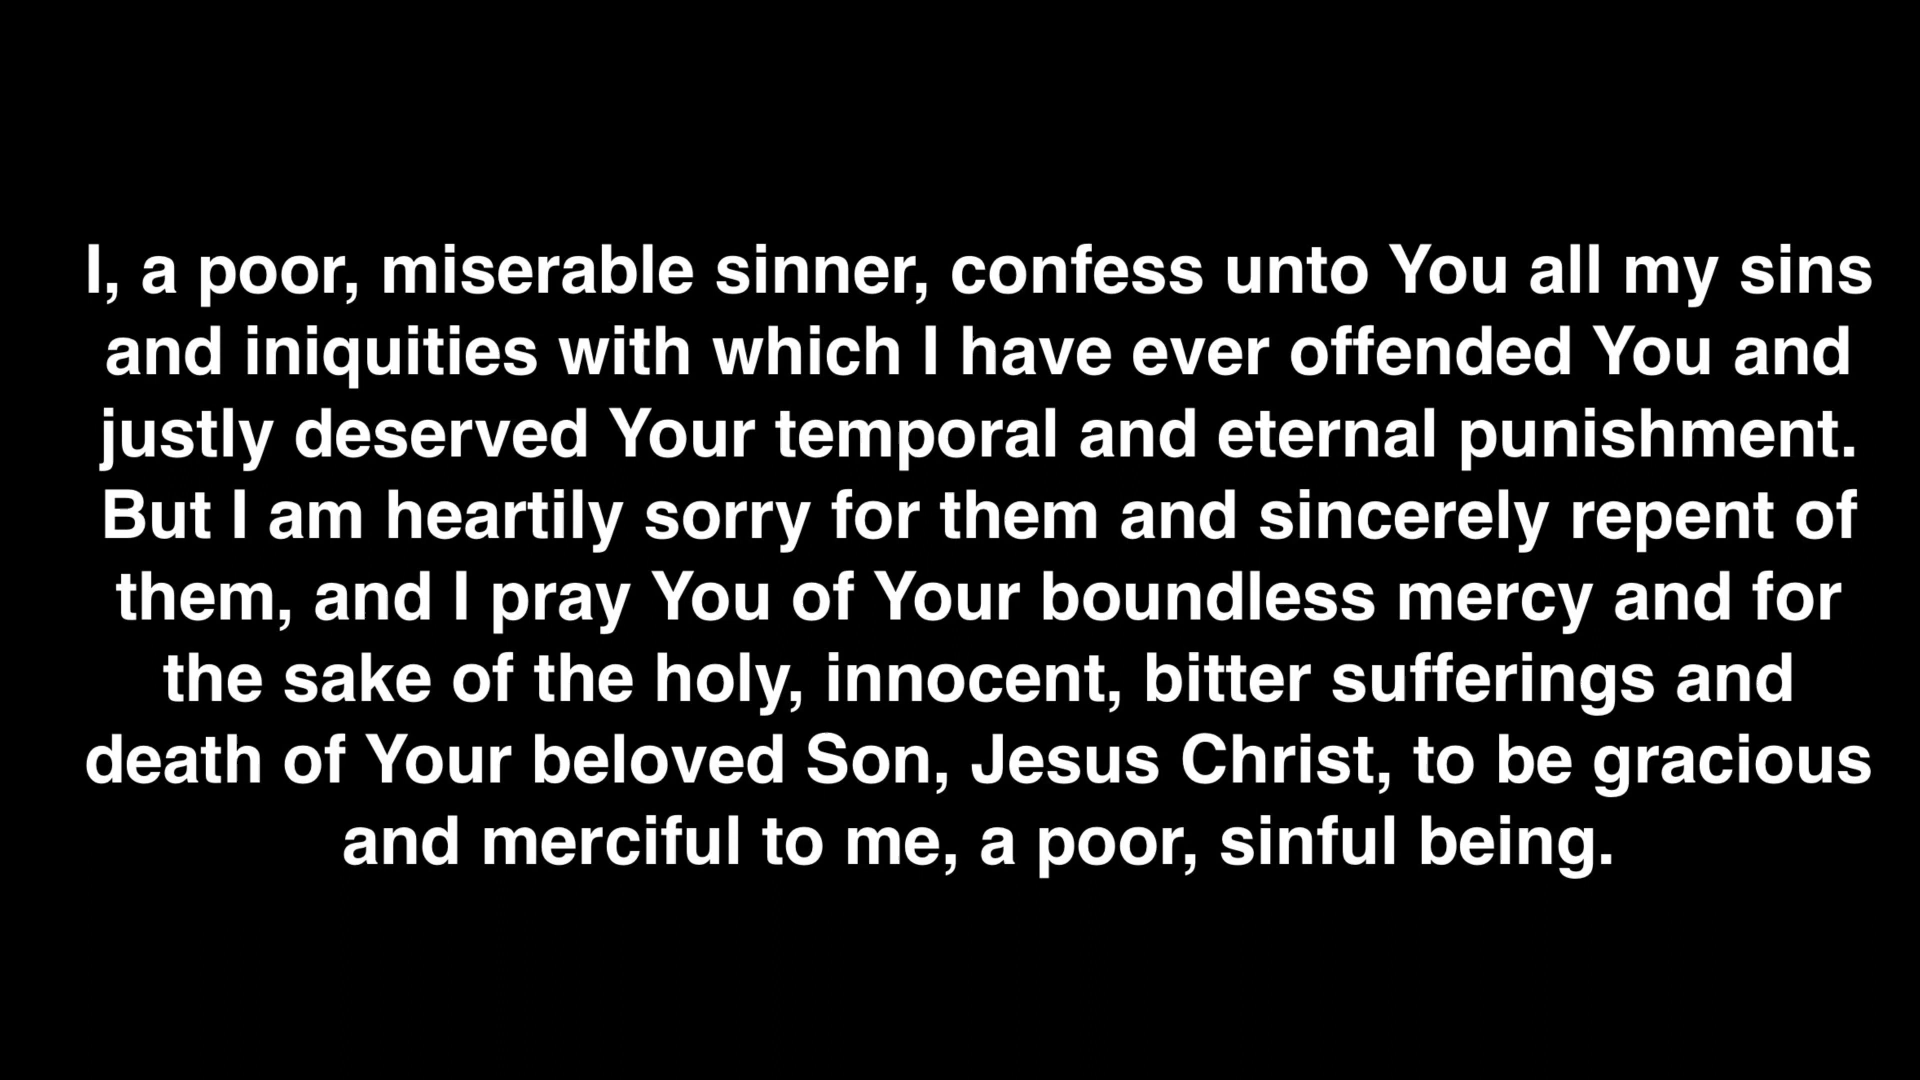 I, a poor, miserable sinner, confess unto You all my sins
and iniquities with which I have ever offended You and
justly deserved Your temporal and eternal punishment.
But I am heartily sorry for them and sincerely repent of
them, and I pray You of Your boundless mercy and for
the sake of the holy, innocent, bitter sufferings and
death of Your beloved Son, Jesus Christ, to be gracious
and merciful to me, a poor, sinful being.